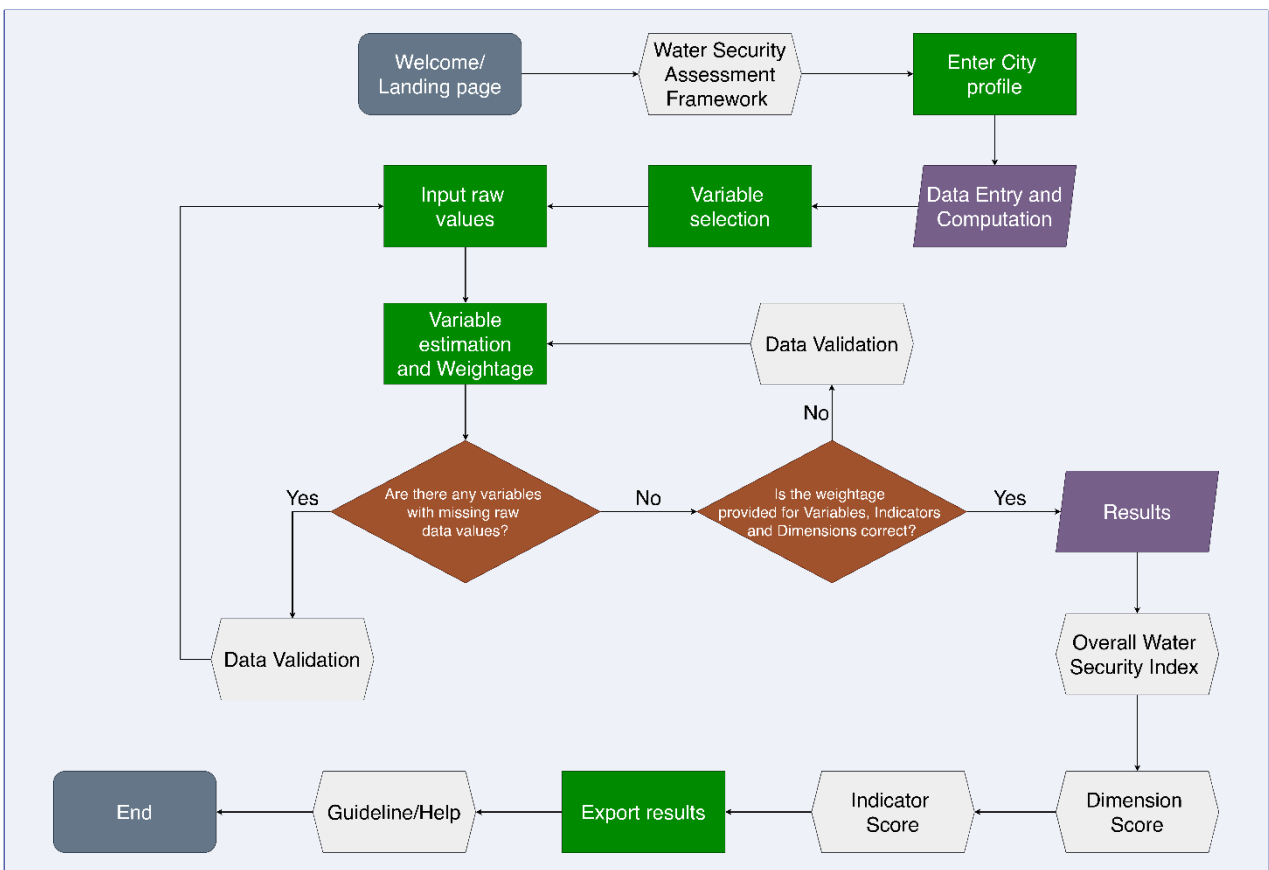 Welcome/
Landing page
Water Security
Assessment
Framework
Enter City
profile
Input raw
values
Variable
selection
Data Entry and
Computation
Variable
estimation
and Weightage
Data Validation
No
Are there any variables
with missing raw
data values?
Yes
No
Is the weightage
provided for Variables, Indicators
and Dimensions correct?
Yes
Results
Data Validation
Overall Water
Security Index
End
Guideline/Help
Export results
Indicator
Score
Dimension
Score